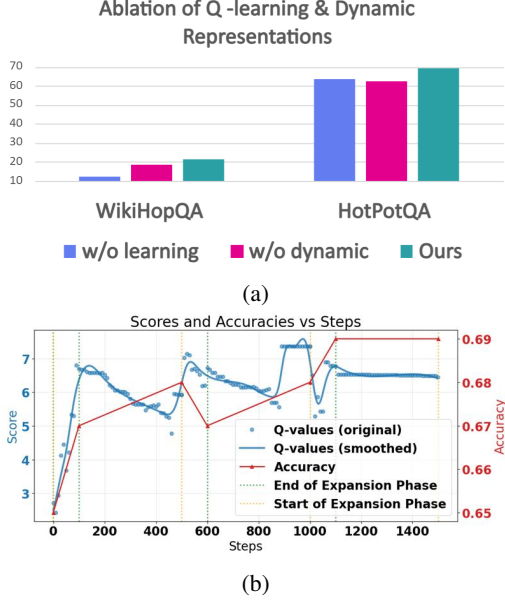 Ablation of Q -learning & Dynamic
Representations
70
60
50
40
30
20
10
WikiHopQA HotPotQA
w/o learning w/o dynamic Ours
(a)
Scores and Accuracies vs Steps
7
6
5
4
3
Score
0.69
0.68
0.67
0.66
0.65
Accuracy
Q-values (original)
Q-values (smoothed)
Accuracy
End of Expansion Phase
Start of Expansion Phase
0 200 400 600 800 1000 1200 1400
Steps
(b)